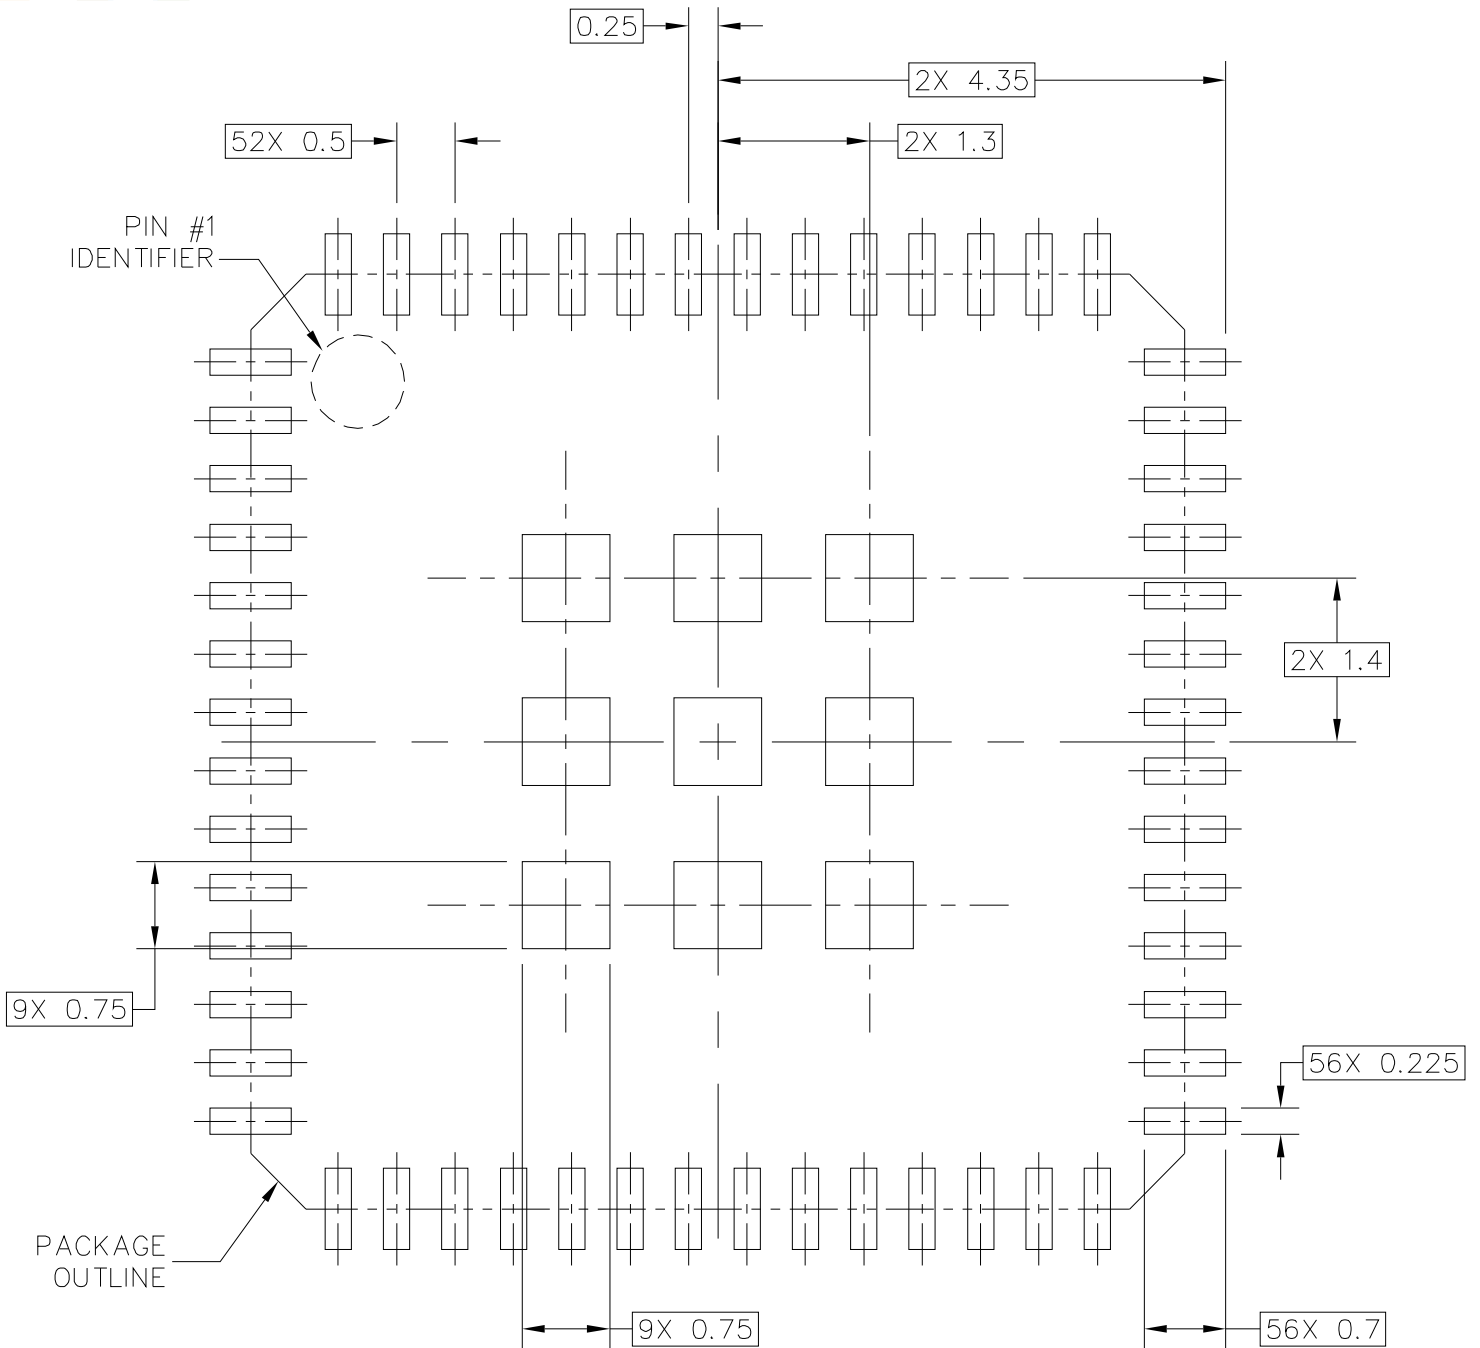 0.25
2X 4.35
52X 0.5
2X 1.3
PIN #1
IDENTIFIER
2X 1.4
9X 0.75
56X 0.225
PACKAGE
OUTLINE
9X 0.75
56X 0.7